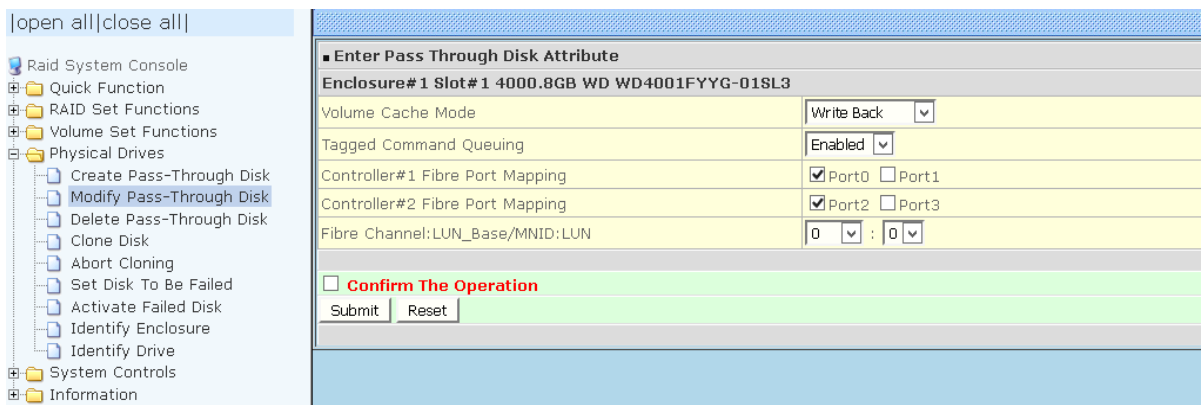 |open all|close all|
Raid System Console
Quick Function
RAID Set Functions
Volume Set Functions
Physical Drives
Create Pass-Through Disk
Modify Pass-Through Disk
Delete Pass-Through Disk
Clone Disk
Abort Cloning
Set Disk To Be Failed
Activate Failed Disk
Identify Enclosure
Identify Drive
System Controls
Information
Enter Pass Through Disk Attribute
Enclosure#1 Slot#1 4000.8GB WD WD4001FYYG-01SL3
Volume Cache Mode Write Back
Tagged Command Queuing Enabled
Controller#1 Fibre Port Mapping Port0 Port1
Controller#2 Fibre Port Mapping Port2 Port3
Fibre Channel:LUN_Base/MNID:LUN 0 : 0
Confirm The Operation
Submit Reset